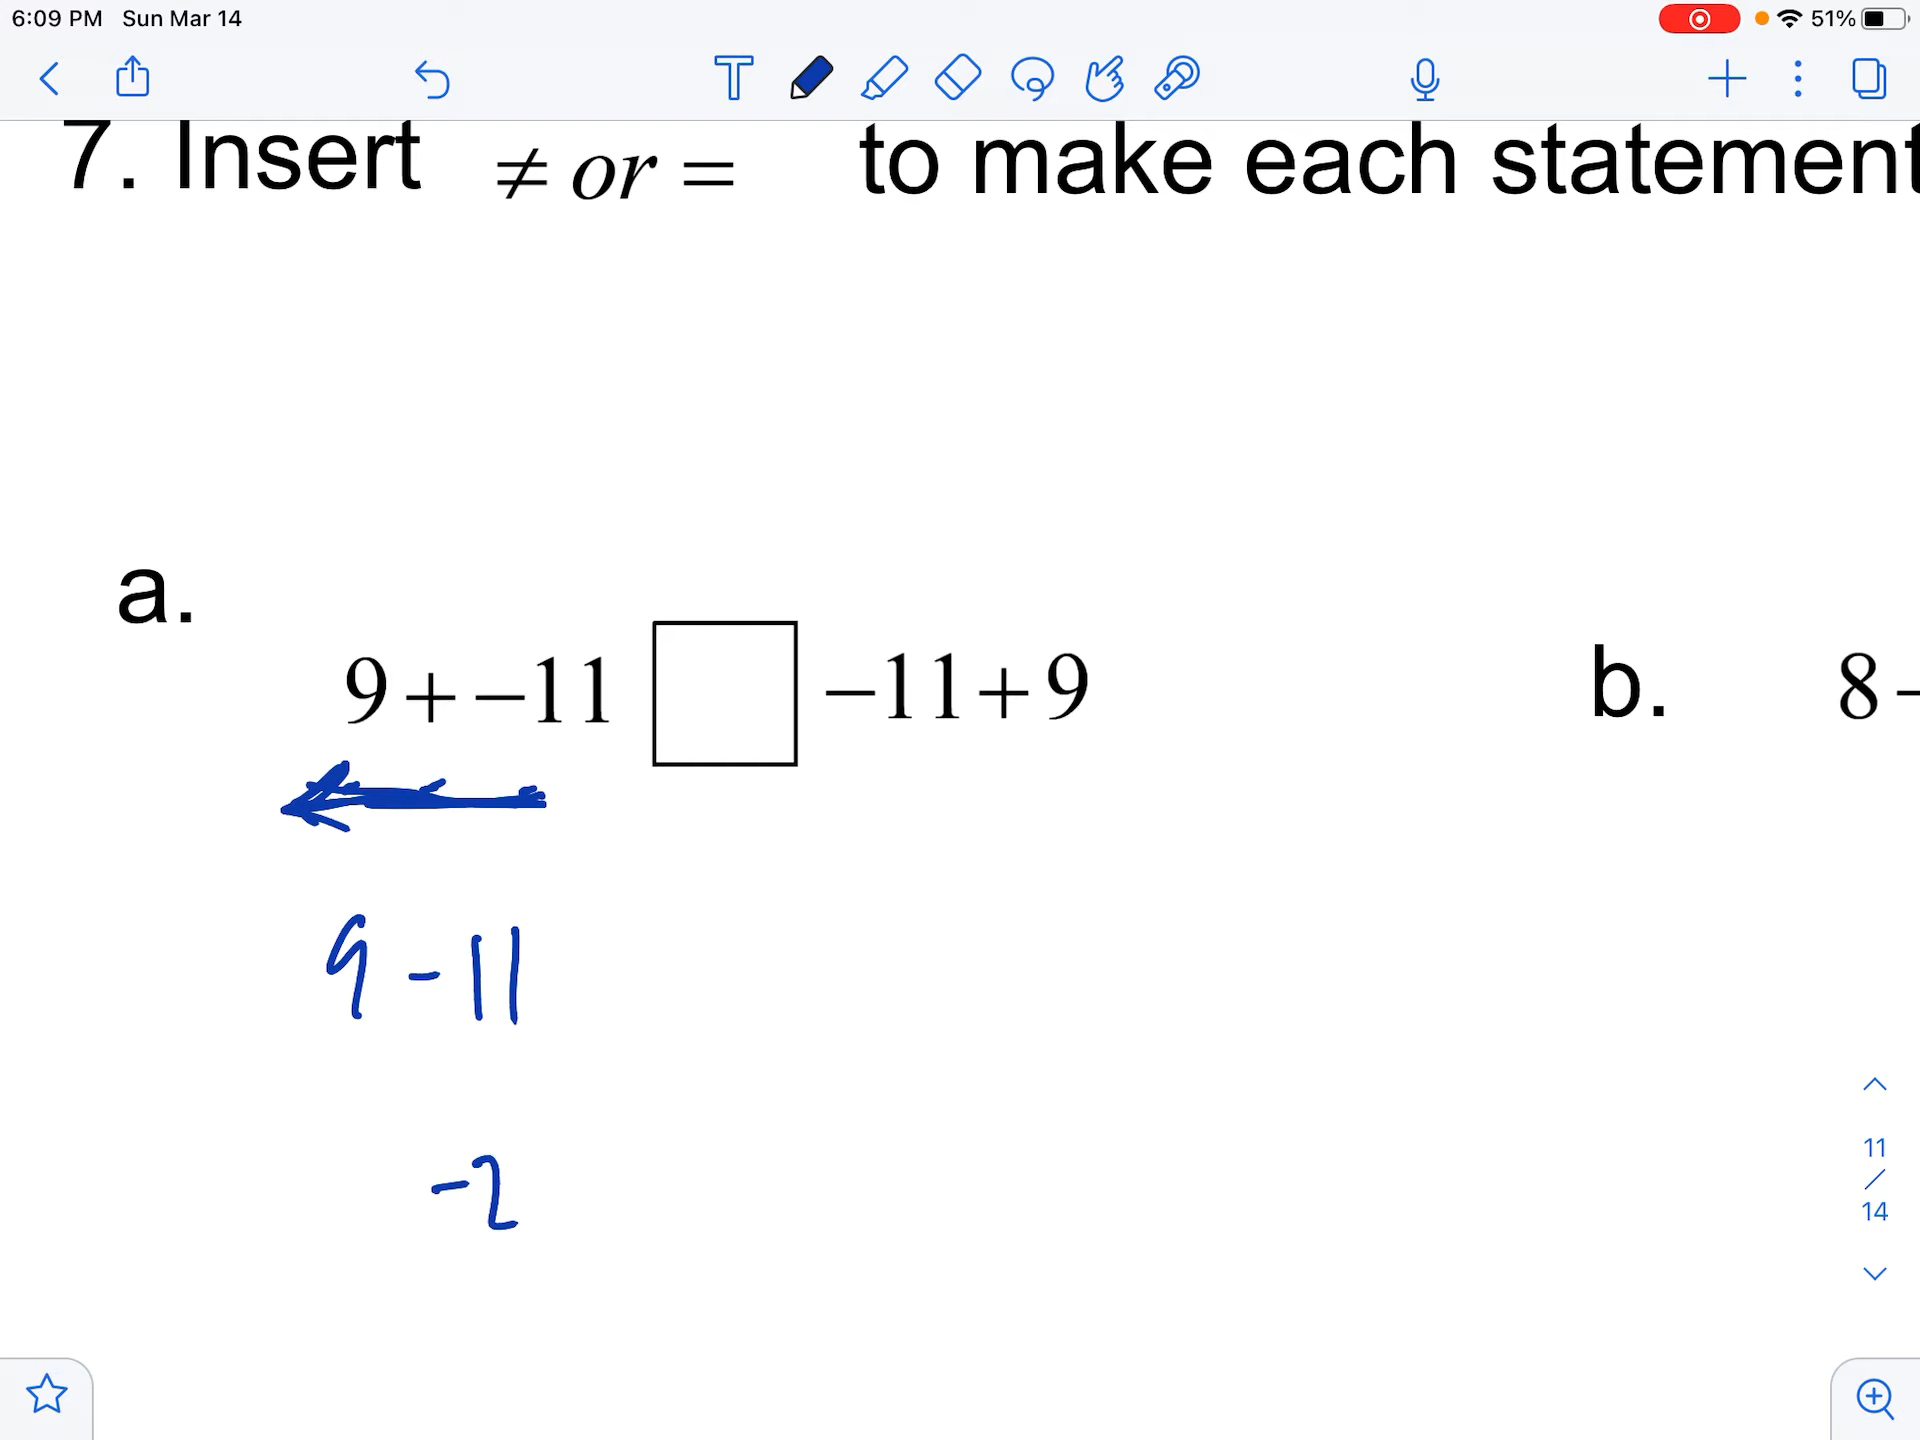 6:09 PM Sun Mar 14 51%
7. Insert ≠ or = to make each statement
a.
9+−11 −11+9
b. 8-
9-11
-2
11
/
14